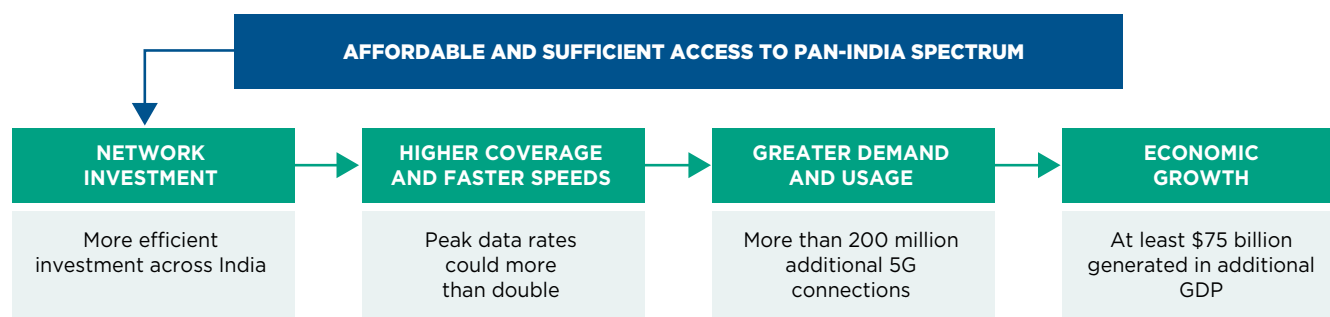 AFFORDABLE AND SUFFICIENT ACCESS TO PAN-INDIA SPECTRUM
NETWORK
INVESTMENT
More efficient
investment across India
HIGHER COVERAGE
AND FASTER SPEEDS
Peak data rates
could more
than double
GREATER DEMAND
AND USAGE
More than 200 million
additional 5G
connections
ECONOMIC
GROWTH
At least $75 billion
generated in additional
GDP